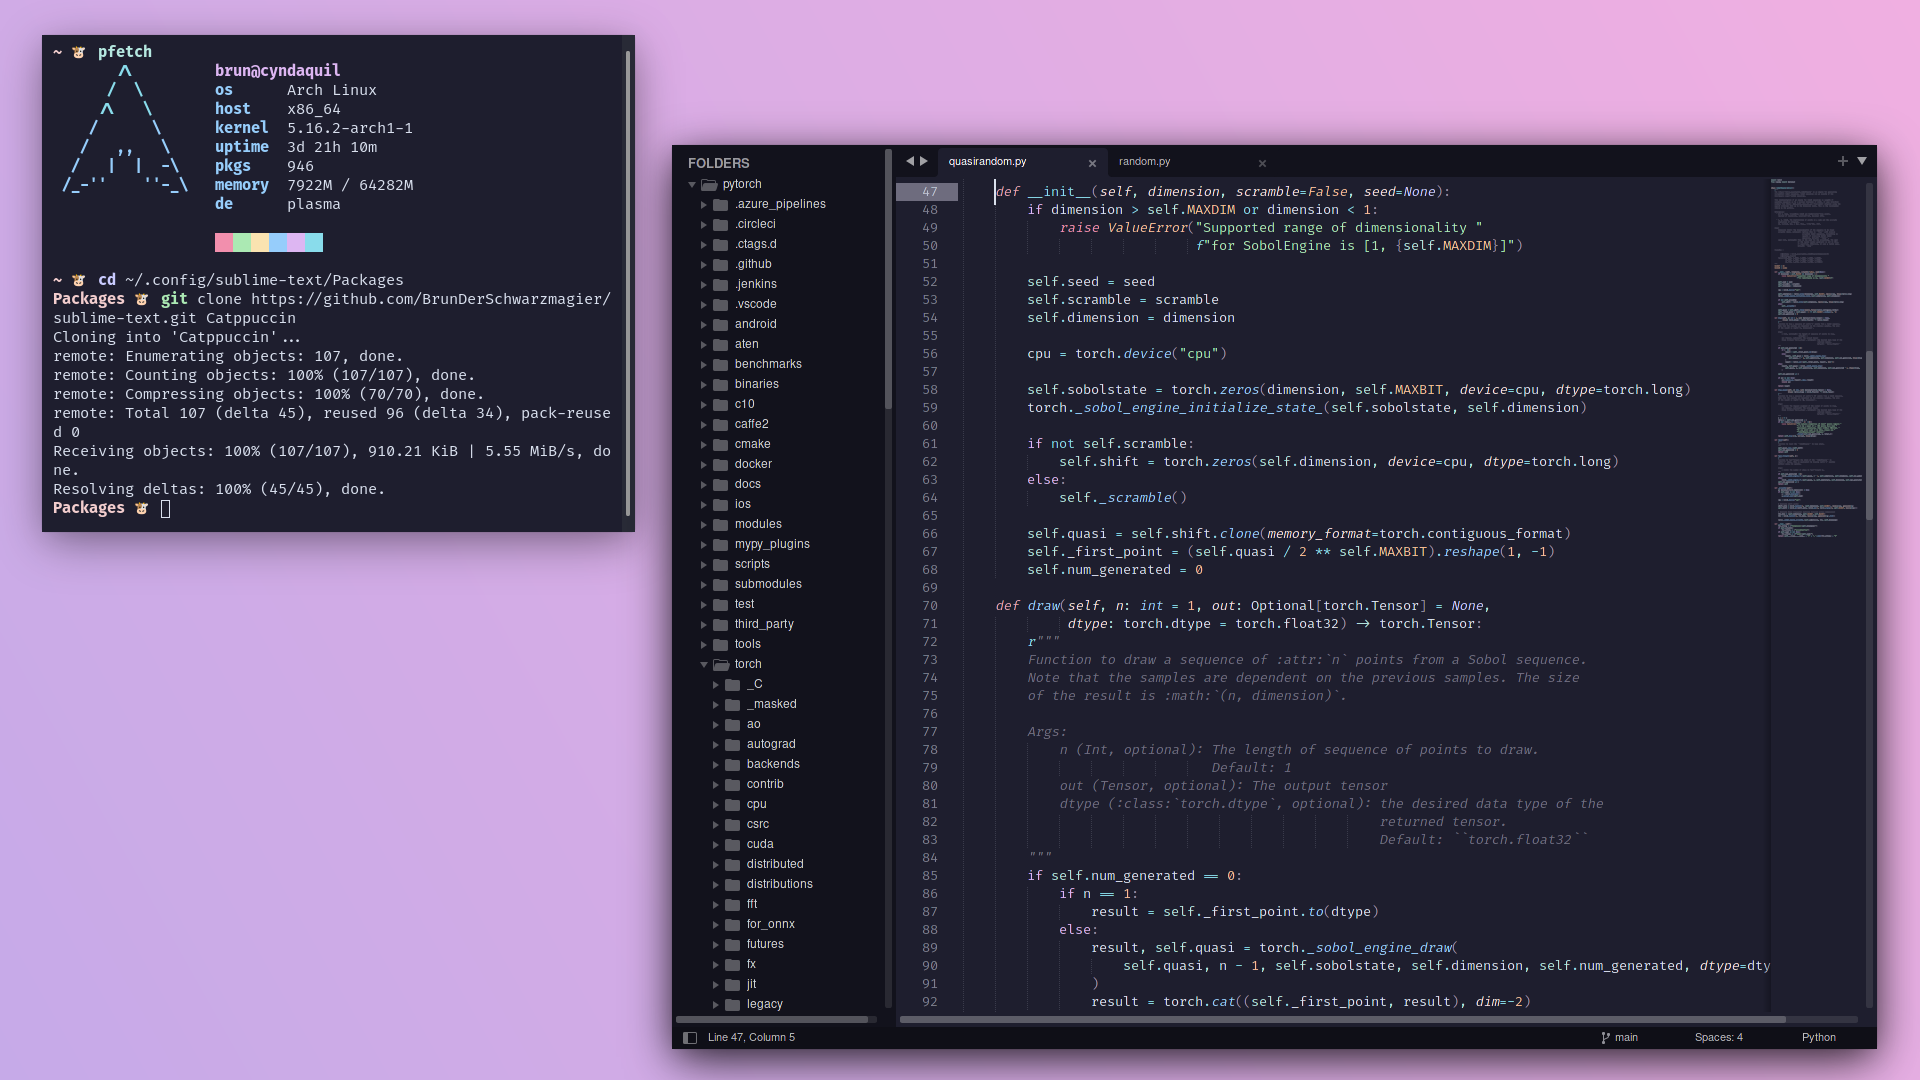 ~ 🐮 pfetch
brun@cyndaquil
os Arch Linux
host x86_64
kernel 5.16.2-arch1-1
uptime 3d 21h 10m
pkgs 946
memory 7922M / 64282M
de plasma
~ 🐮 cd ~/.config/sublime-text/Packages
Packages 🐮 git clone https://github.com/BrunDerSchwarzmagier/
sublime-text.git Catppuccin
Cloning into 'Catppuccin'...
remote: Enumerating objects: 107, done.
remote: Counting objects: 100% (107/107), done.
remote: Compressing objects: 100% (70/70), done.
remote: Total 107 (delta 45), reused 96 (delta 34), pack-reuse
d 0
Receiving objects: 100% (107/107), 910.21 KiB | 5.55 MiB/s, do
ne.
Resolving deltas: 100% (45/45), done.
Packages 🐮
FOLDERS
pytorch
.azure_pipelines
.circleci
.ctags.d
.github
.jenkins
.vscode
android
aten
benchmarks
binaries
c10
caffe2
cmake
docker
docs
ios
modules
mypy_plugins
scripts
submodules
test
third_party
tools
torch
_C
_masked
ao
autograd
backends
contrib
cpu
csrc
cuda
distributed
distributions
fft
for_onnx
futures
fx
jit
legacy
quasirandom.py
random.py
47 def __init__(self, dimension, scramble=False, seed=None):
48 if dimension > self.MAXDIM or dimension < 1:
49 raise ValueError("Supported range of dimensionality "
50 f"for SobolEngine is [1, {self.MAXDIM}]")
51
52 self.seed = seed
53 self.scramble = scramble
54 self.dimension = dimension
55
56 cpu = torch.device("cpu")
57
58 self.sobolstate = torch.zeros(dimension, self.MAXBIT, device=cpu, dtype=torch.long)
59 torch._sobol_engine_initialize_state_(self.sobolstate, self.dimension)
60
61 if not self.scramble:
62 self.shift = torch.zeros(self.dimension, device=cpu, dtype=torch.long)
63 else:
64 self._scramble()
65
66 self.quasi = self.shift.clone(memory_format=torch.contiguous_format)
67 self._first_point = (self.quasi / 2 ** self.MAXBIT).reshape(1, -1)
68 self.num_generated = 0
69
70 def draw(self, n: int = 1, out: Optional[torch.Tensor] = None,
71 dtype: torch.dtype = torch.float32) -> torch.Tensor:
72 r"""
73 Function to draw a sequence of :attr:`n` points from a Sobol sequence.
74 Note that the samples are dependent on the previous samples. The size
75 of the result is :math:`(n, dimension)`.
76
77 Args:
78 n (Int, optional): The length of sequence of points to draw.
79 Default: 1
80 out (Tensor, optional): The output tensor
81 dtype (:class:`torch.dtype`, optional): the desired data type of the
82 returned tensor.
83 Default: ``torch.float32``
84 """
85 if self.num_generated == 0:
86 if n == 1:
87 result = self._first_point.to(dtype)
88 else:
89 result, self.quasi = torch._sobol_engine_draw(
90 self.quasi, n - 1, self.sobolstate, self.dimension, self.num_generated, dtype=dty
91 )
92 result = torch.cat((self._first_point, result), dim=-2)
Line 47, Column 5
main
Spaces: 4
Python